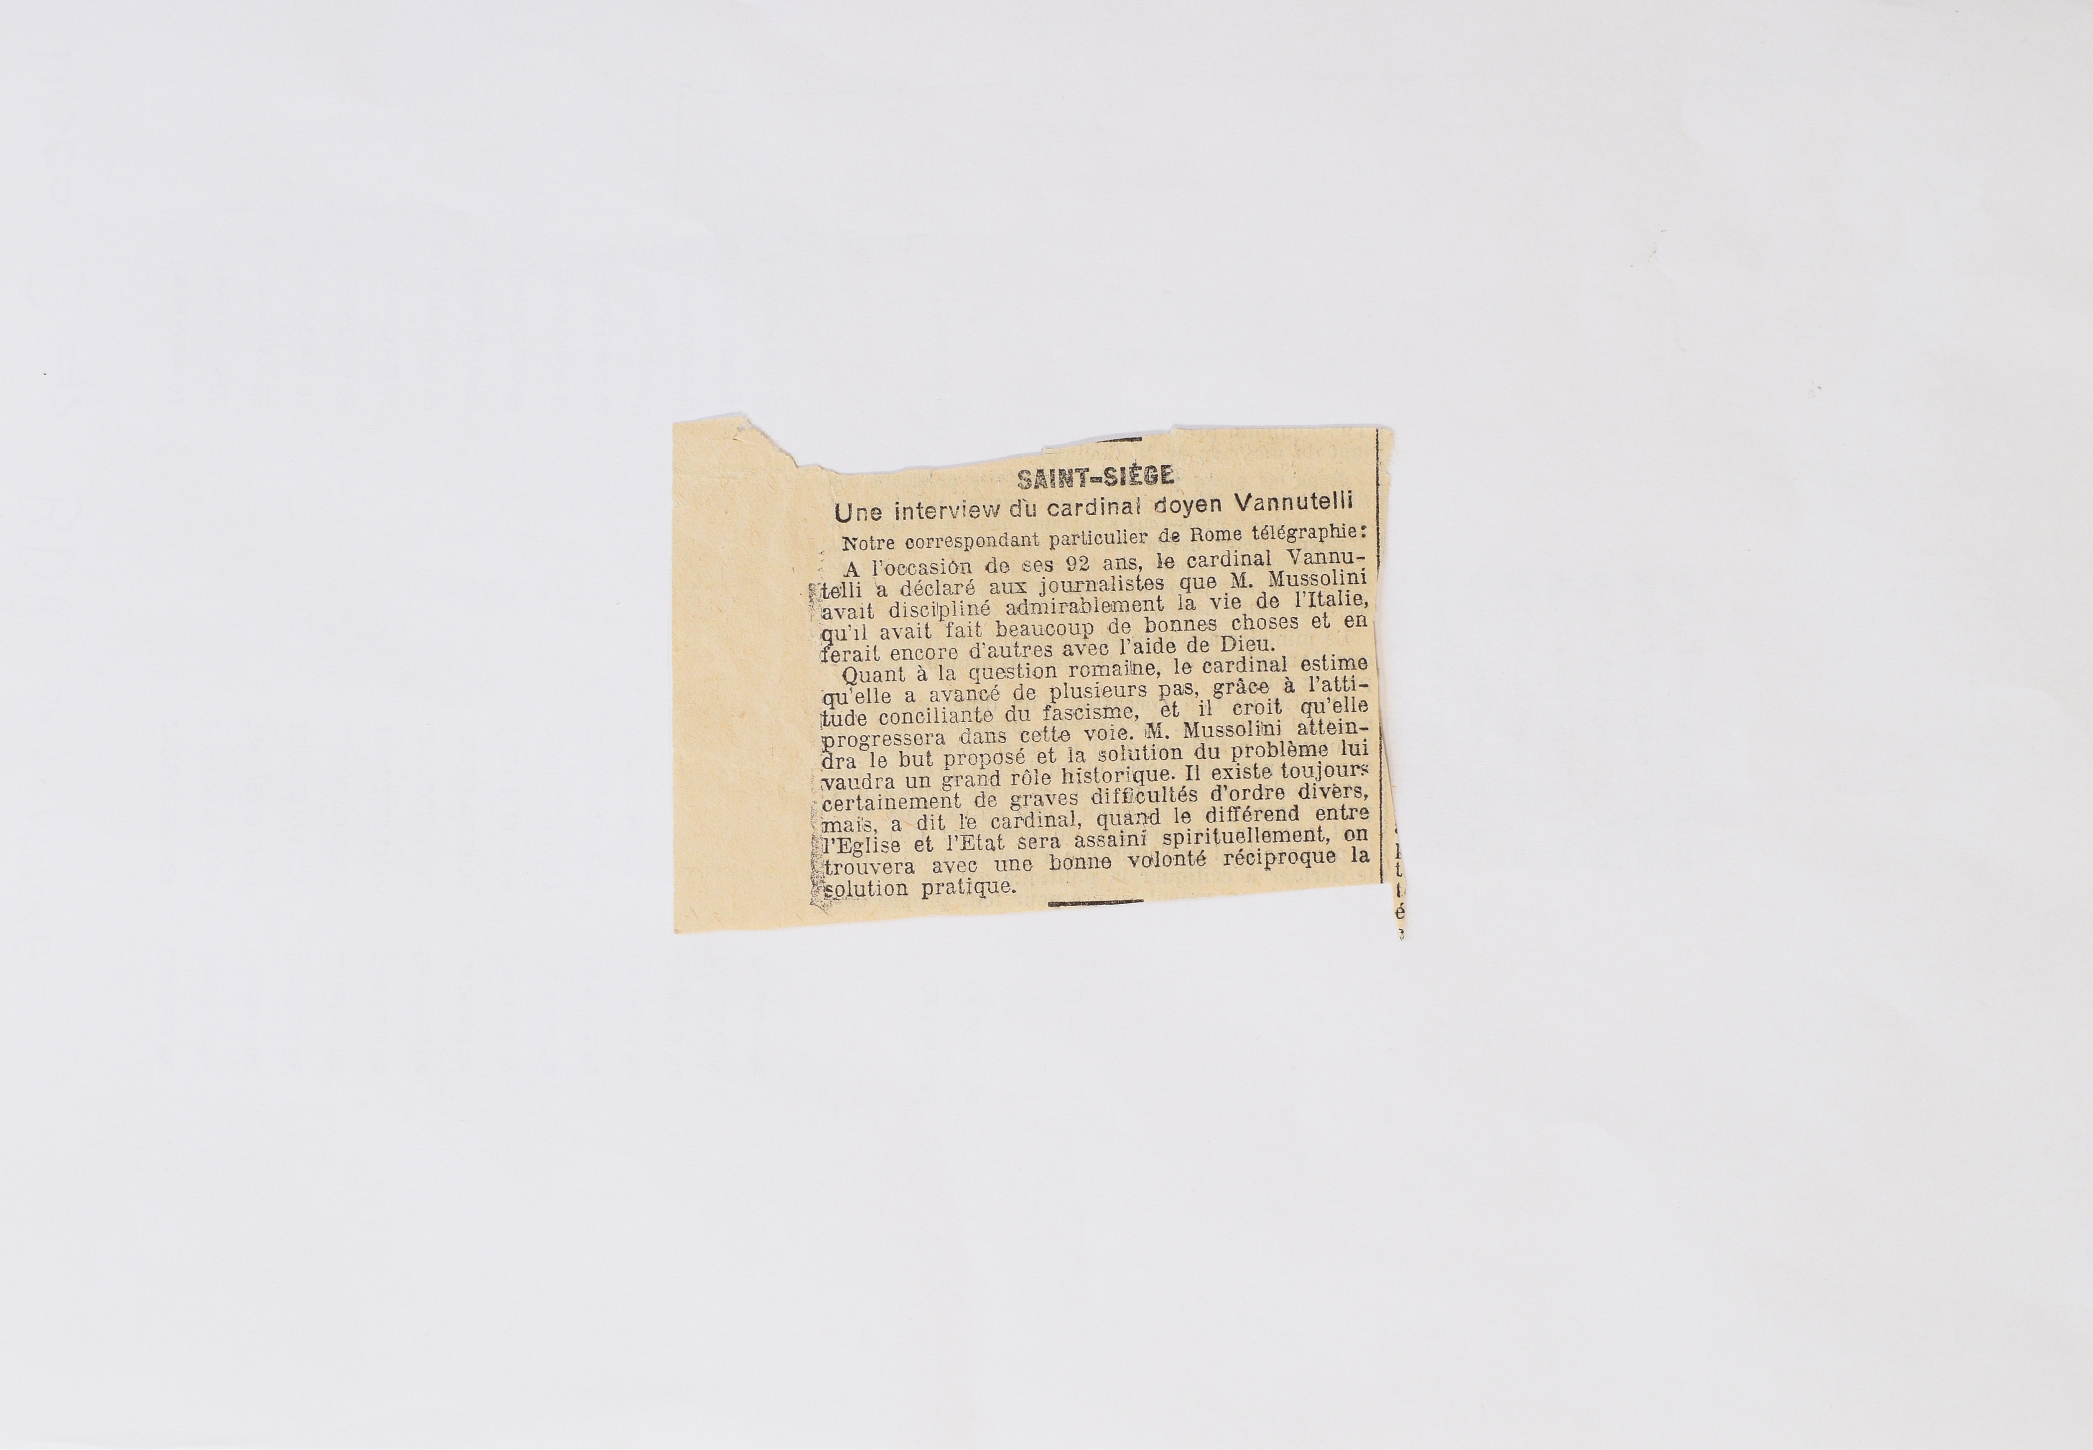 SAINT-SIÈGE
Une interview du cardinal doyen Vannutelli
Notre correspondant particulier de Rome télégraphie:
A l'occasion de ses 92 ans, le cardinal Vannu-
telli a déclaré aux journalistes que M. Mussolini
avait discipliné admirablement la vie de l'Italie,
qu'il avait fait beaucoup de bonnes choses et en
ferait encore d'autres avec l'aide de Dieu.
Quant à la question romaine, le cardinal estime
qu'elle a avancé de plusieurs pas, grâce à l'atti-
tude conciliante du fascisme, et il croit qu'elle
progressera dans cette voie. M. Mussolini attein-
dra le but proposé et la solution du problème lui
vaudra un grand rôle historique. Il existe toujours
certainement de graves difficultés d'ordre divers,
mais, a dit le cardinal, quand le différend entre
l'Eglise et l'Etat sera assaini spirituellement, on
trouvera avec une bonne volonté réciproque la
solution pratique.
t
t
é